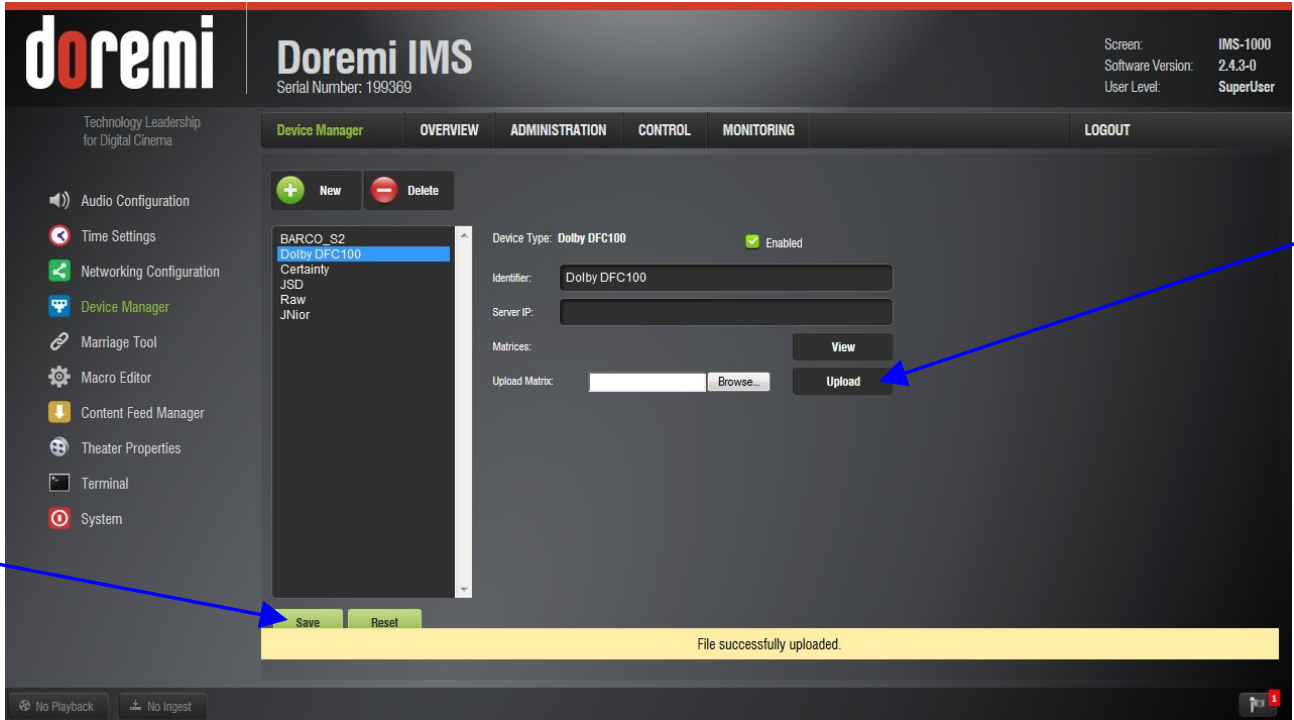 doremi
Technology Leadership
for Digital Cinema
Doremi IMS
Serial Number: 199369
Screen: IMS-1000
Software Version: 2.4.3-0
User Level: SuperUser
Device Manager OVERVIEW ADMINISTRATION CONTROL MONITORING LOGOUT
Audio Configuration
Time Settings
Networking Configuration
Device Manager
Marriage Tool
Macro Editor
Content Feed Manager
Theater Properties
Terminal
System
New Delete
BARCO_S2
Dolby DFC100
Certainty
JSD
Raw
JNior
Device Type: Dolby DFC100 Enabled
Identifier: Dolby DFC100
Server IP:
Matrices: View
Upload Matrix: Browse... Upload
Save Reset
File successfully uploaded.
No Playback No Ingest 1